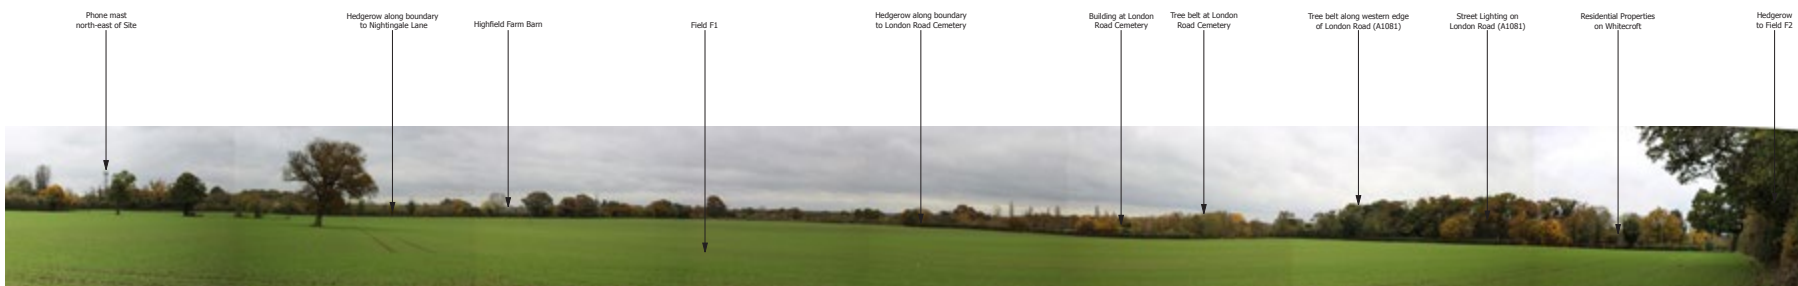 Phone mast
north-east of Site
Hedgerow along boundary
to Nightingale Lane
Highfield Farm Barn
Field F1
Hedgerow along boundary
to London Road Cemetery
Building at London
Road Cemetery
Tree belt at London
Road Cemetery
Tree belt along western edge
of London Road (A1081)
Street Lighting on
London Road (A1081)
Residential Properties
on Whitecroft
Hedgerow
to Field F2